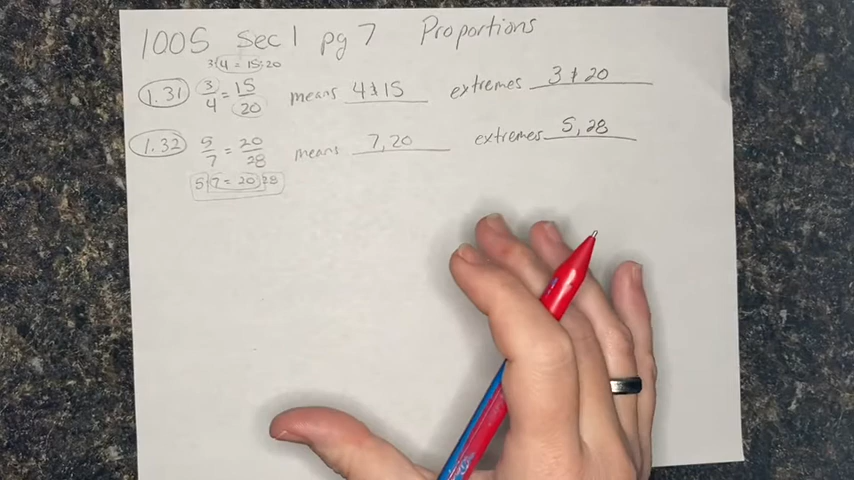 1005 Sec 1 pg 7 Proportions
3:4 = 15:20
1.31 3/4 = 15/20 means 4 & 15 extremes 3 & 20
1.32 5/7 = 20/28 means 7, 20 extremes 5, 28
5:7 = 20:28